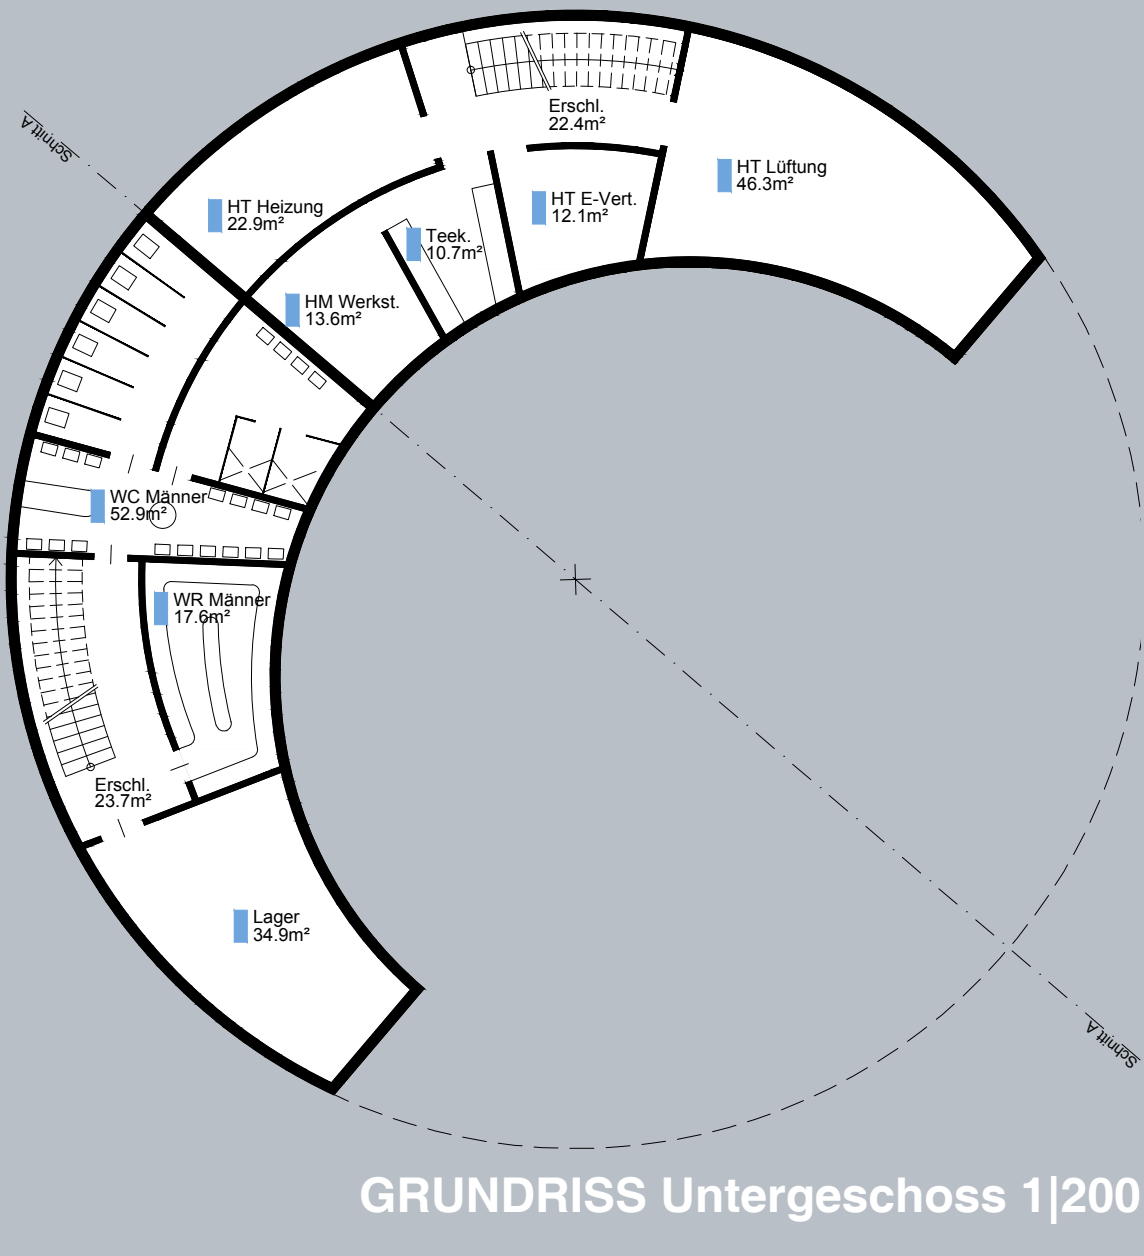 Schnitt A
Erschl.
22.4m²
HT Lüftung
46.3m²
HT Heizung
22.9m²
HT E-Vert.
12.1m²
Teek.
10.7m²
HM Werkst.
13.6m²
WC Männer
52.9m²
WR Männer
17.6m²
Erschl.
23.7m²
Lager
34.9m²
Schnitt A
GRUNDRISS Untergeschoss 1|200